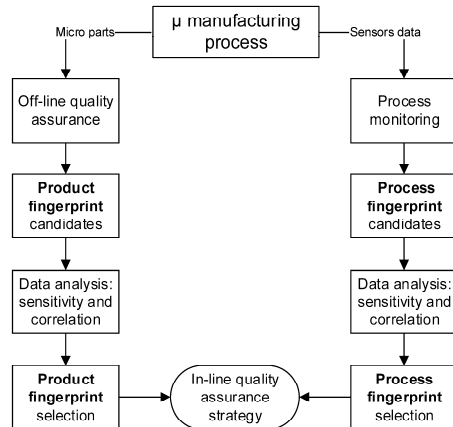 Micro parts
µ manufacturing
process
Sensors data
Off-line quality
assurance
Process
monitoring
Product
fingerprint
candidates
Process
fingerprint
candidates
Data analysis:
sensitivity and
correlation
Data analysis:
sensitivity and
correlation
Product
fingerprint
selection
In-line quality
assurance
strategy
Process
fingerprint
selection